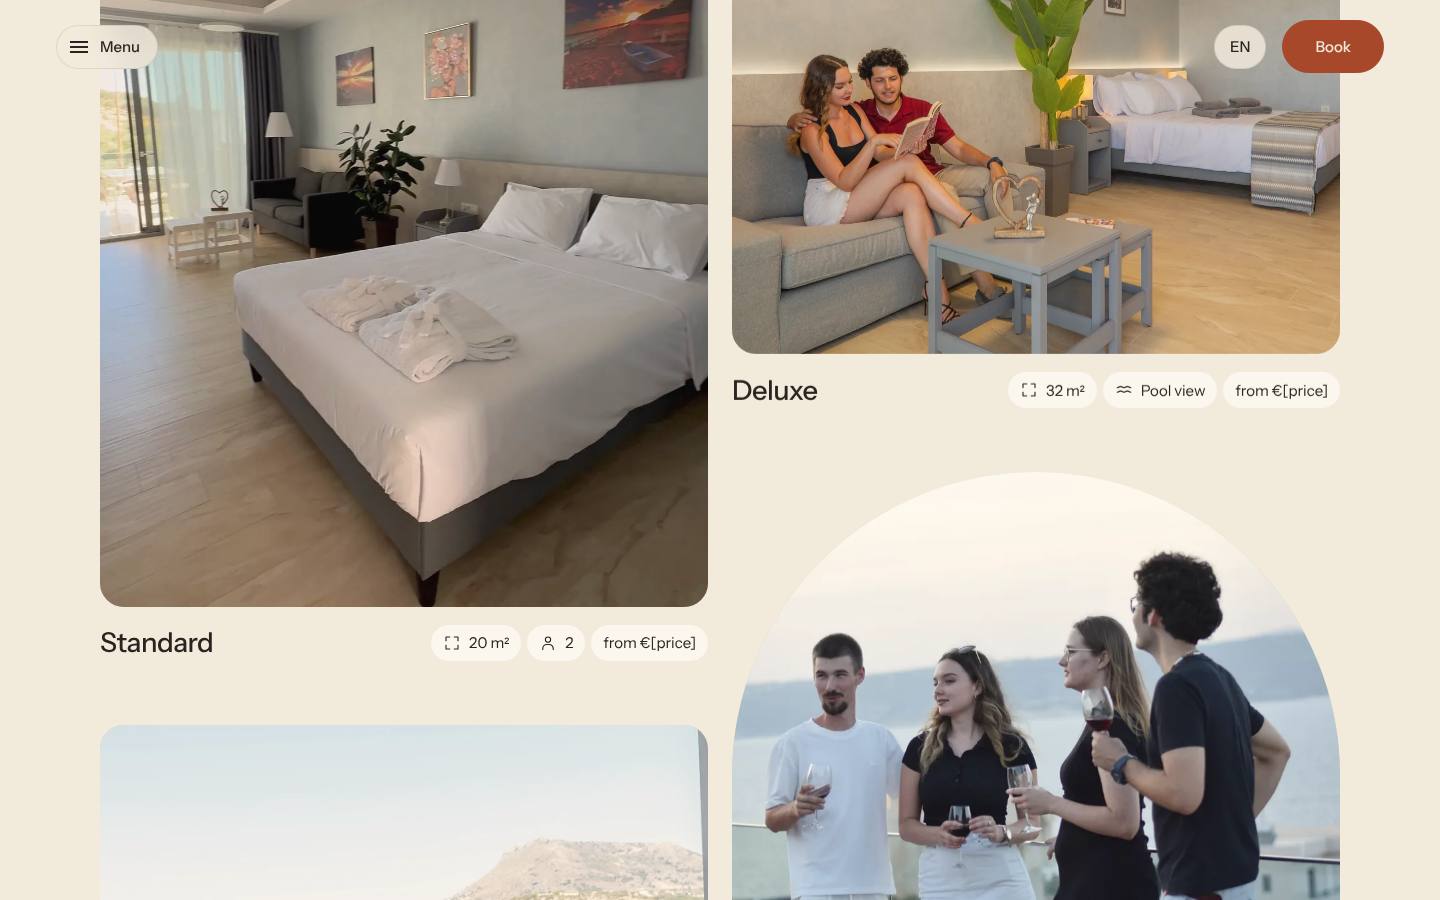 Menu
EN
Book
Deluxe
32 m²
Pool view
from €[price]
Standard
20 m²
2
from €[price]